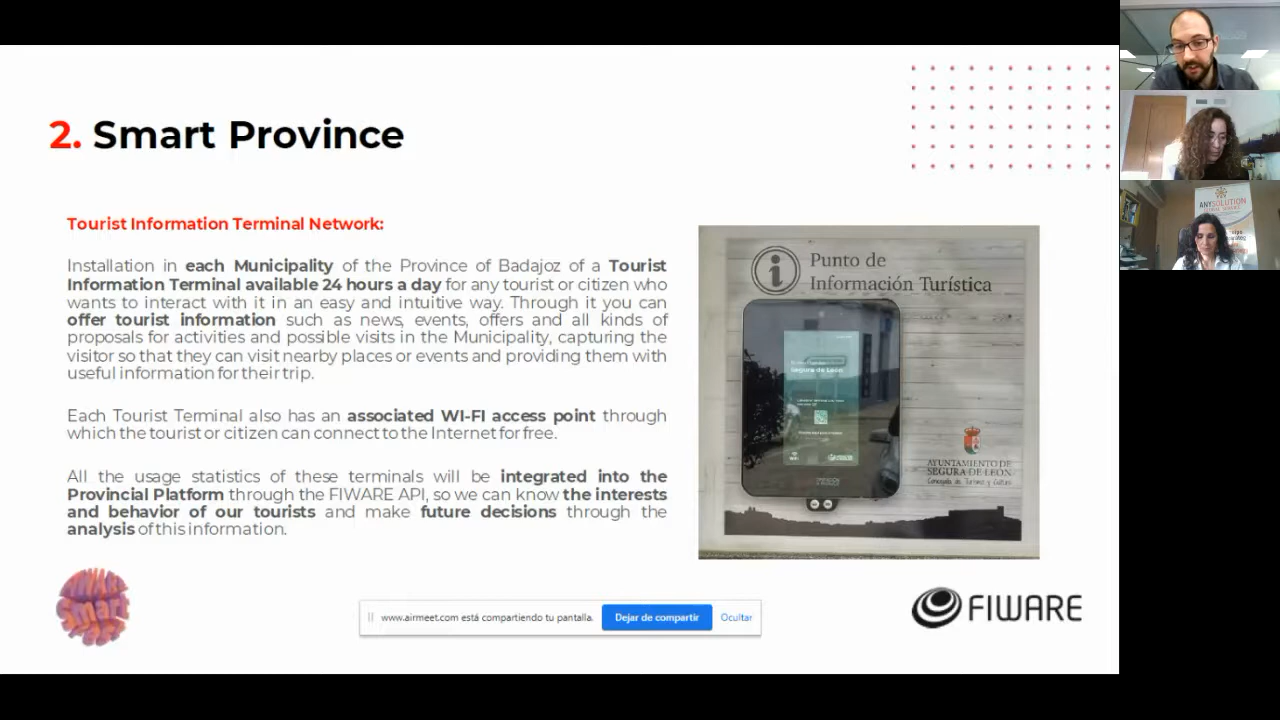 2. Smart Province
Tourist Information Terminal Network:
Installation in each Municipality of the Province of Badajoz of a Tourist
Information Terminal available 24 hours a day for any tourist or citizen who
wants to interact with it in an easy and intuitive way. Through it you can
offer tourist information such as news, events, offers and all kinds of
proposals for activities and possible visits in the Municipality, capturing the
visitor so that they can visit nearby places or events and providing them with
useful information for their trip.
Each Tourist Terminal also has an associated WI-FI access point through
which the tourist or citizen can connect to the Internet for free.
All the usage statistics of these terminals will be integrated into the
Provincial Platform through the FIWARE API, so we can know the interests
and behavior of our tourists and make future decisions through the
analysis of this information.
Punto de
Información Turística
Segura de León
AYUNTAMIENTO DE
SEGURA DE LEÓN
Concejalía de Turismo y Cultura
smart
www.airmeet.com está compartiendo tu pantalla.
Dejar de compartir
Ocultar
FIWARE
ANYSOLUTION